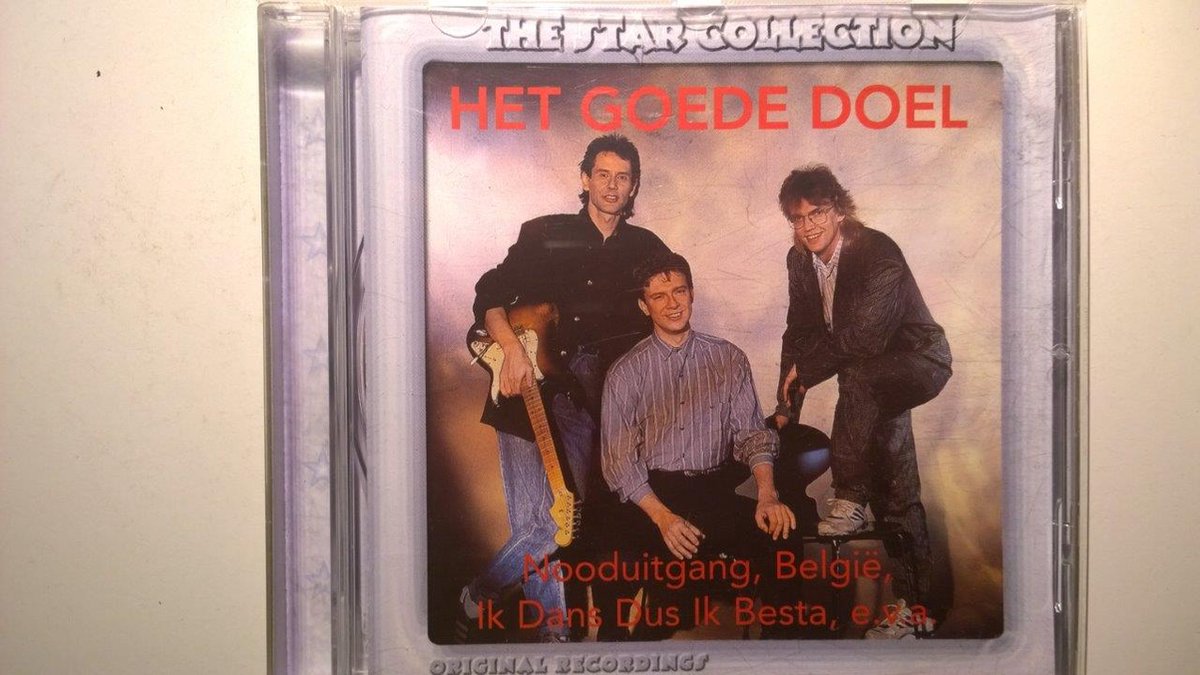 THE STAR COLLECTION
HET GOEDE DOEL
Nooduitgang, België,
Ik Dans Dus Ik Besta, e.v.a.
ORIGINAL RECORDINGS